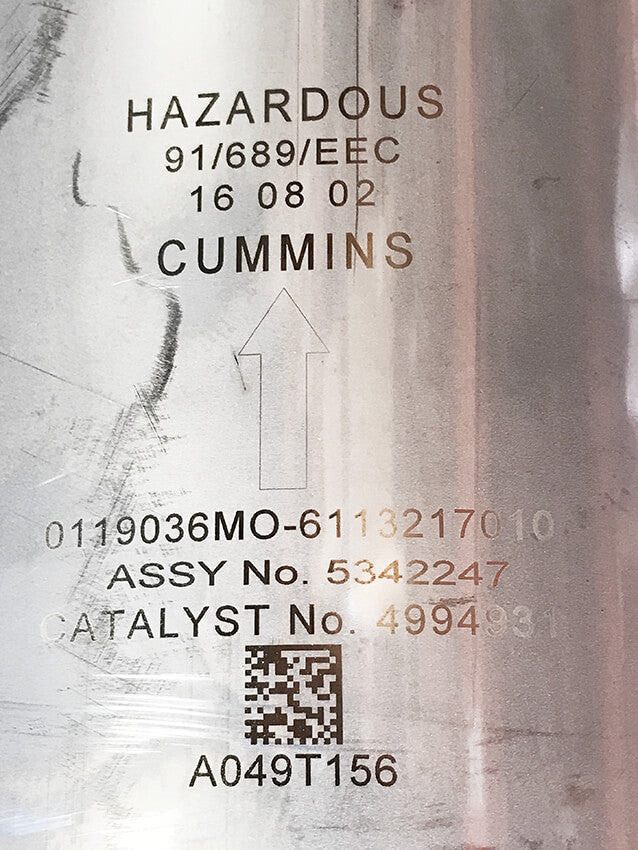 HAZARDOUS
91/689/EEC
16 08 02
CUMMINS
0119036MO-6113217010
ASSY No. 5342247
CATALYST No. 4994931
A049T156